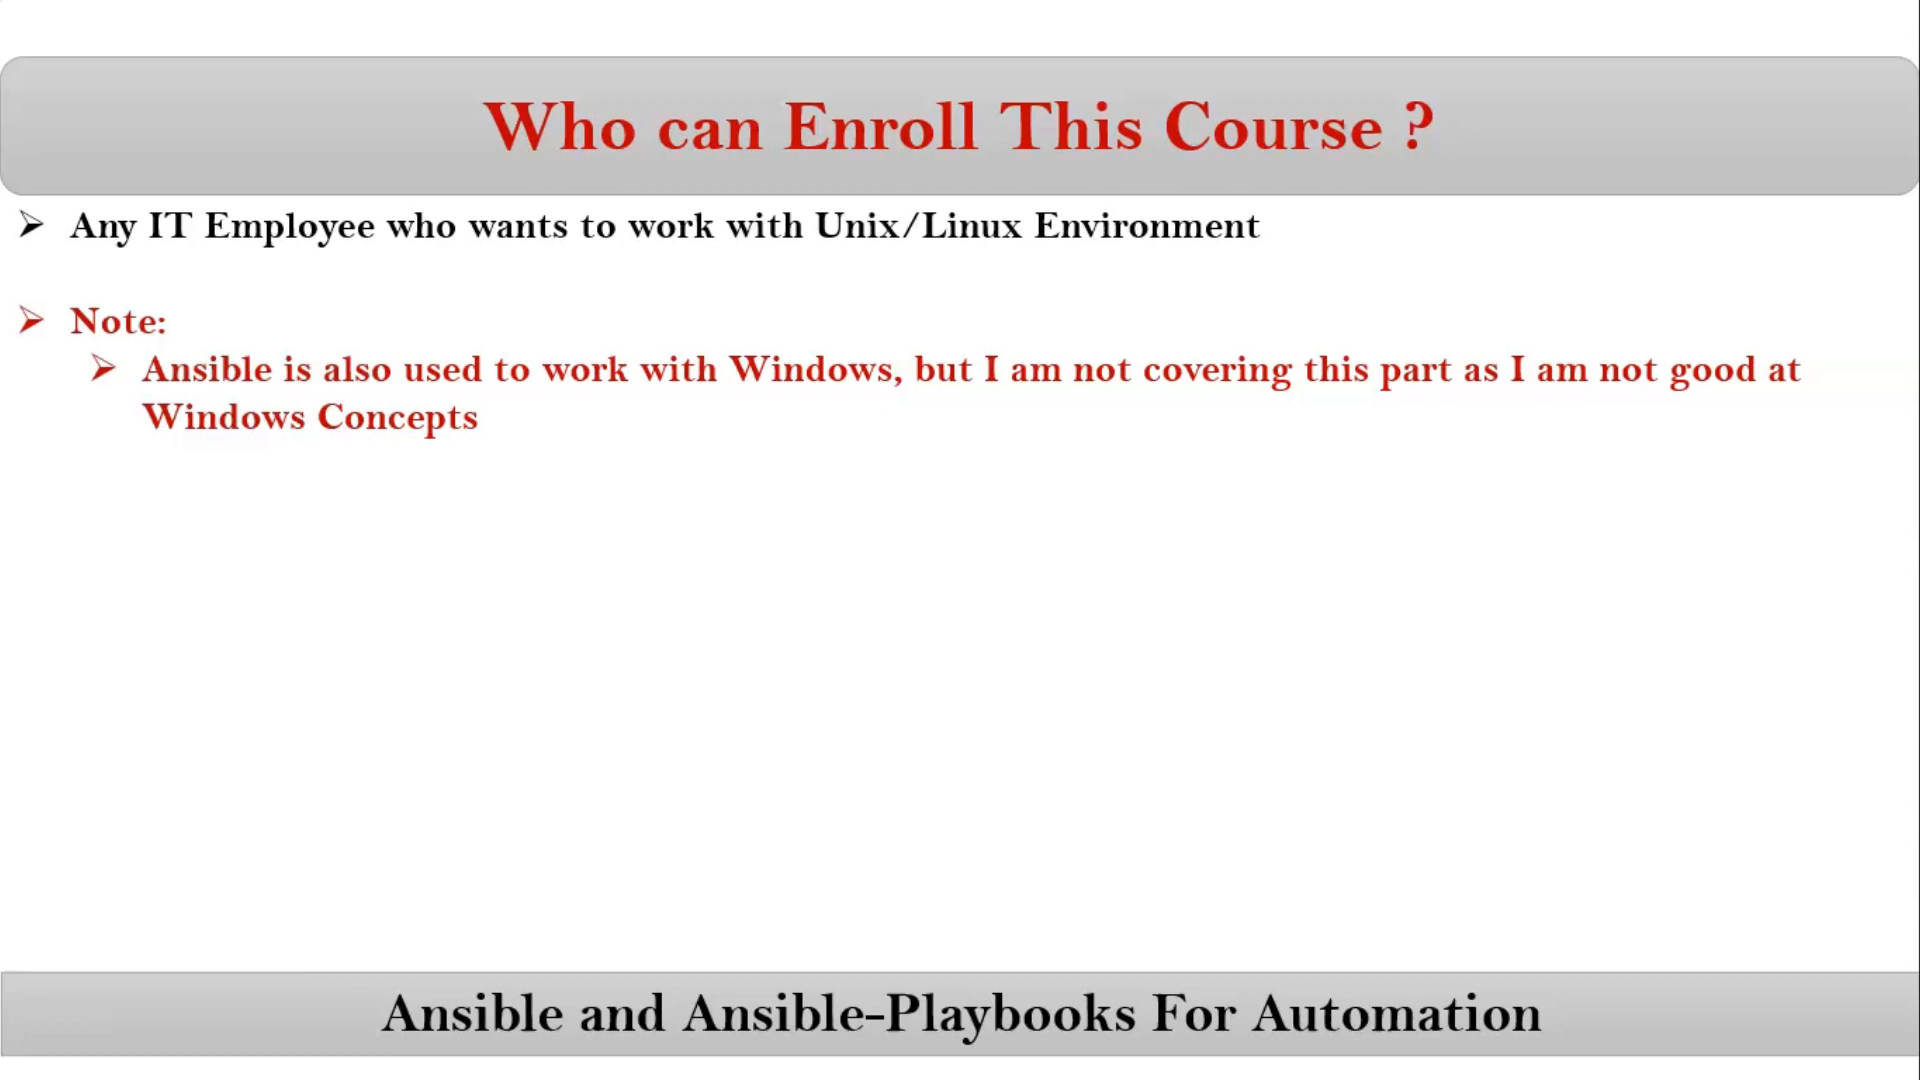 Who can Enroll This Course ?
Any IT Employee who wants to work with Unix/Linux Environment
Note:
Ansible is also used to work with Windows, but I am not covering this part as I am not good at
Windows Concepts
Ansible and Ansible-Playbooks For Automation